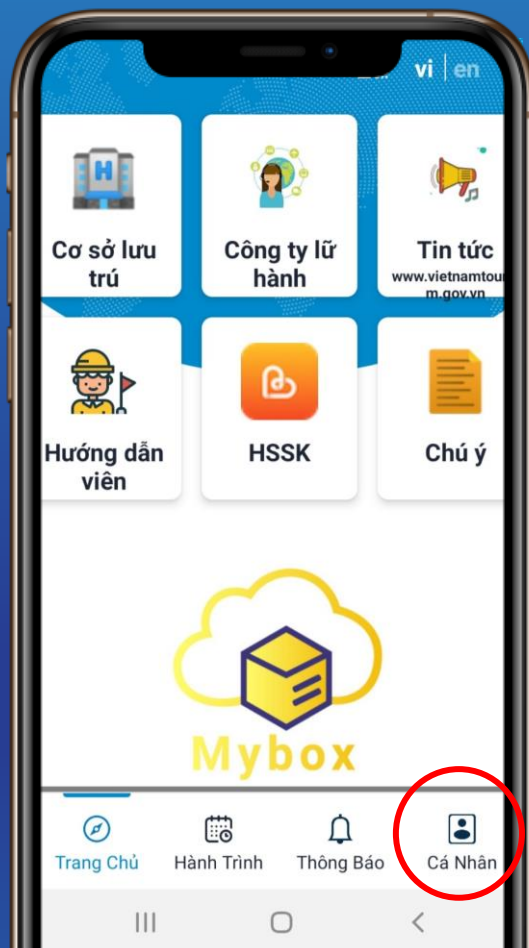 vi | en
Cơ sở lưu
trú
Công ty lữ
hành
Tin tức
www.vietnamtou
m.gov.vn
Hướng dẫn
viên
HSSK
Chú ý
Mybox
Trang Chủ
Hành Trình
Thông Báo
Cá Nhân